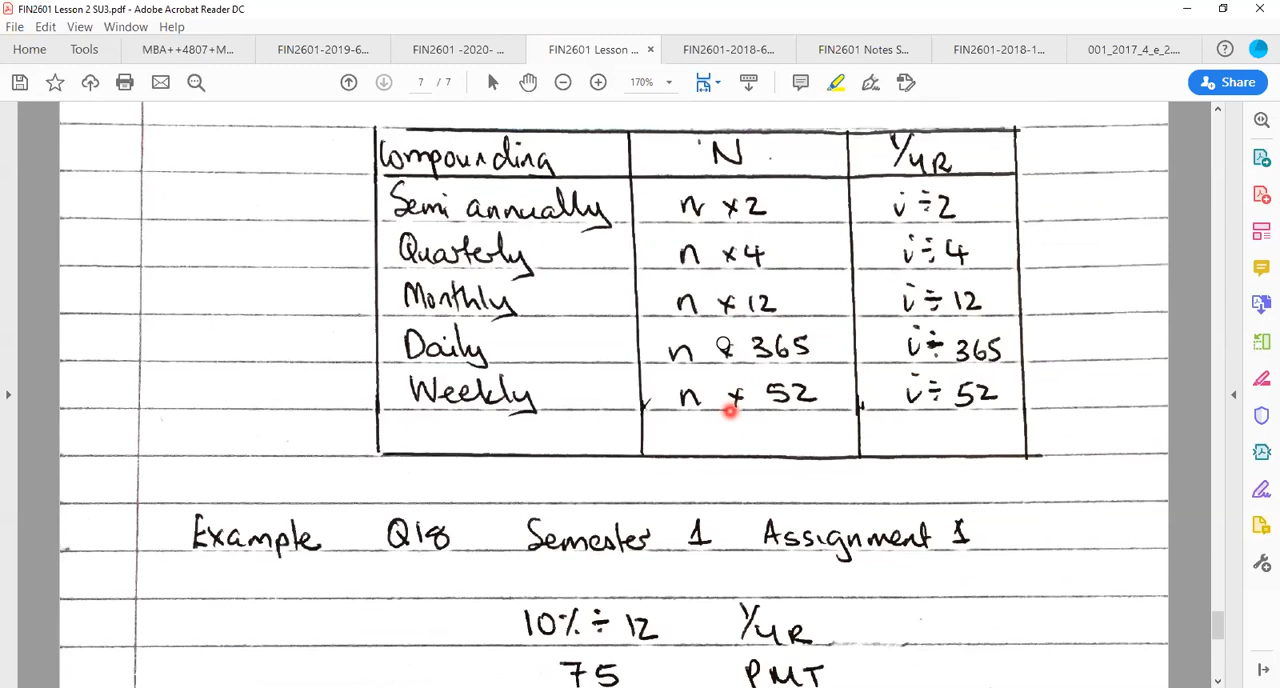 FIN2601 Lesson 2 SU3.pdf - Adobe Acrobat Reader DC
File Edit View Window Help
Home Tools MBA++4807+M... FIN2601-2019-6... FIN2601 -2020- ... FIN2601 Lesson ... × FIN2601-2018-6... FIN2601 Notes S... FIN2601-2018-1... 001_2017_4_e_2....
7 / 7 170% Share
Compounding N I/YR
Semi annually n × 2 i ÷ 2
Quarterly n × 4 i ÷ 4
Monthly n × 12 i ÷ 12
Daily n × 365 i ÷ 365
Weekly n × 52 i ÷ 52
Example Q18 Semester 1 Assignment 1
10% ÷ 12 I/YR
75 PMT